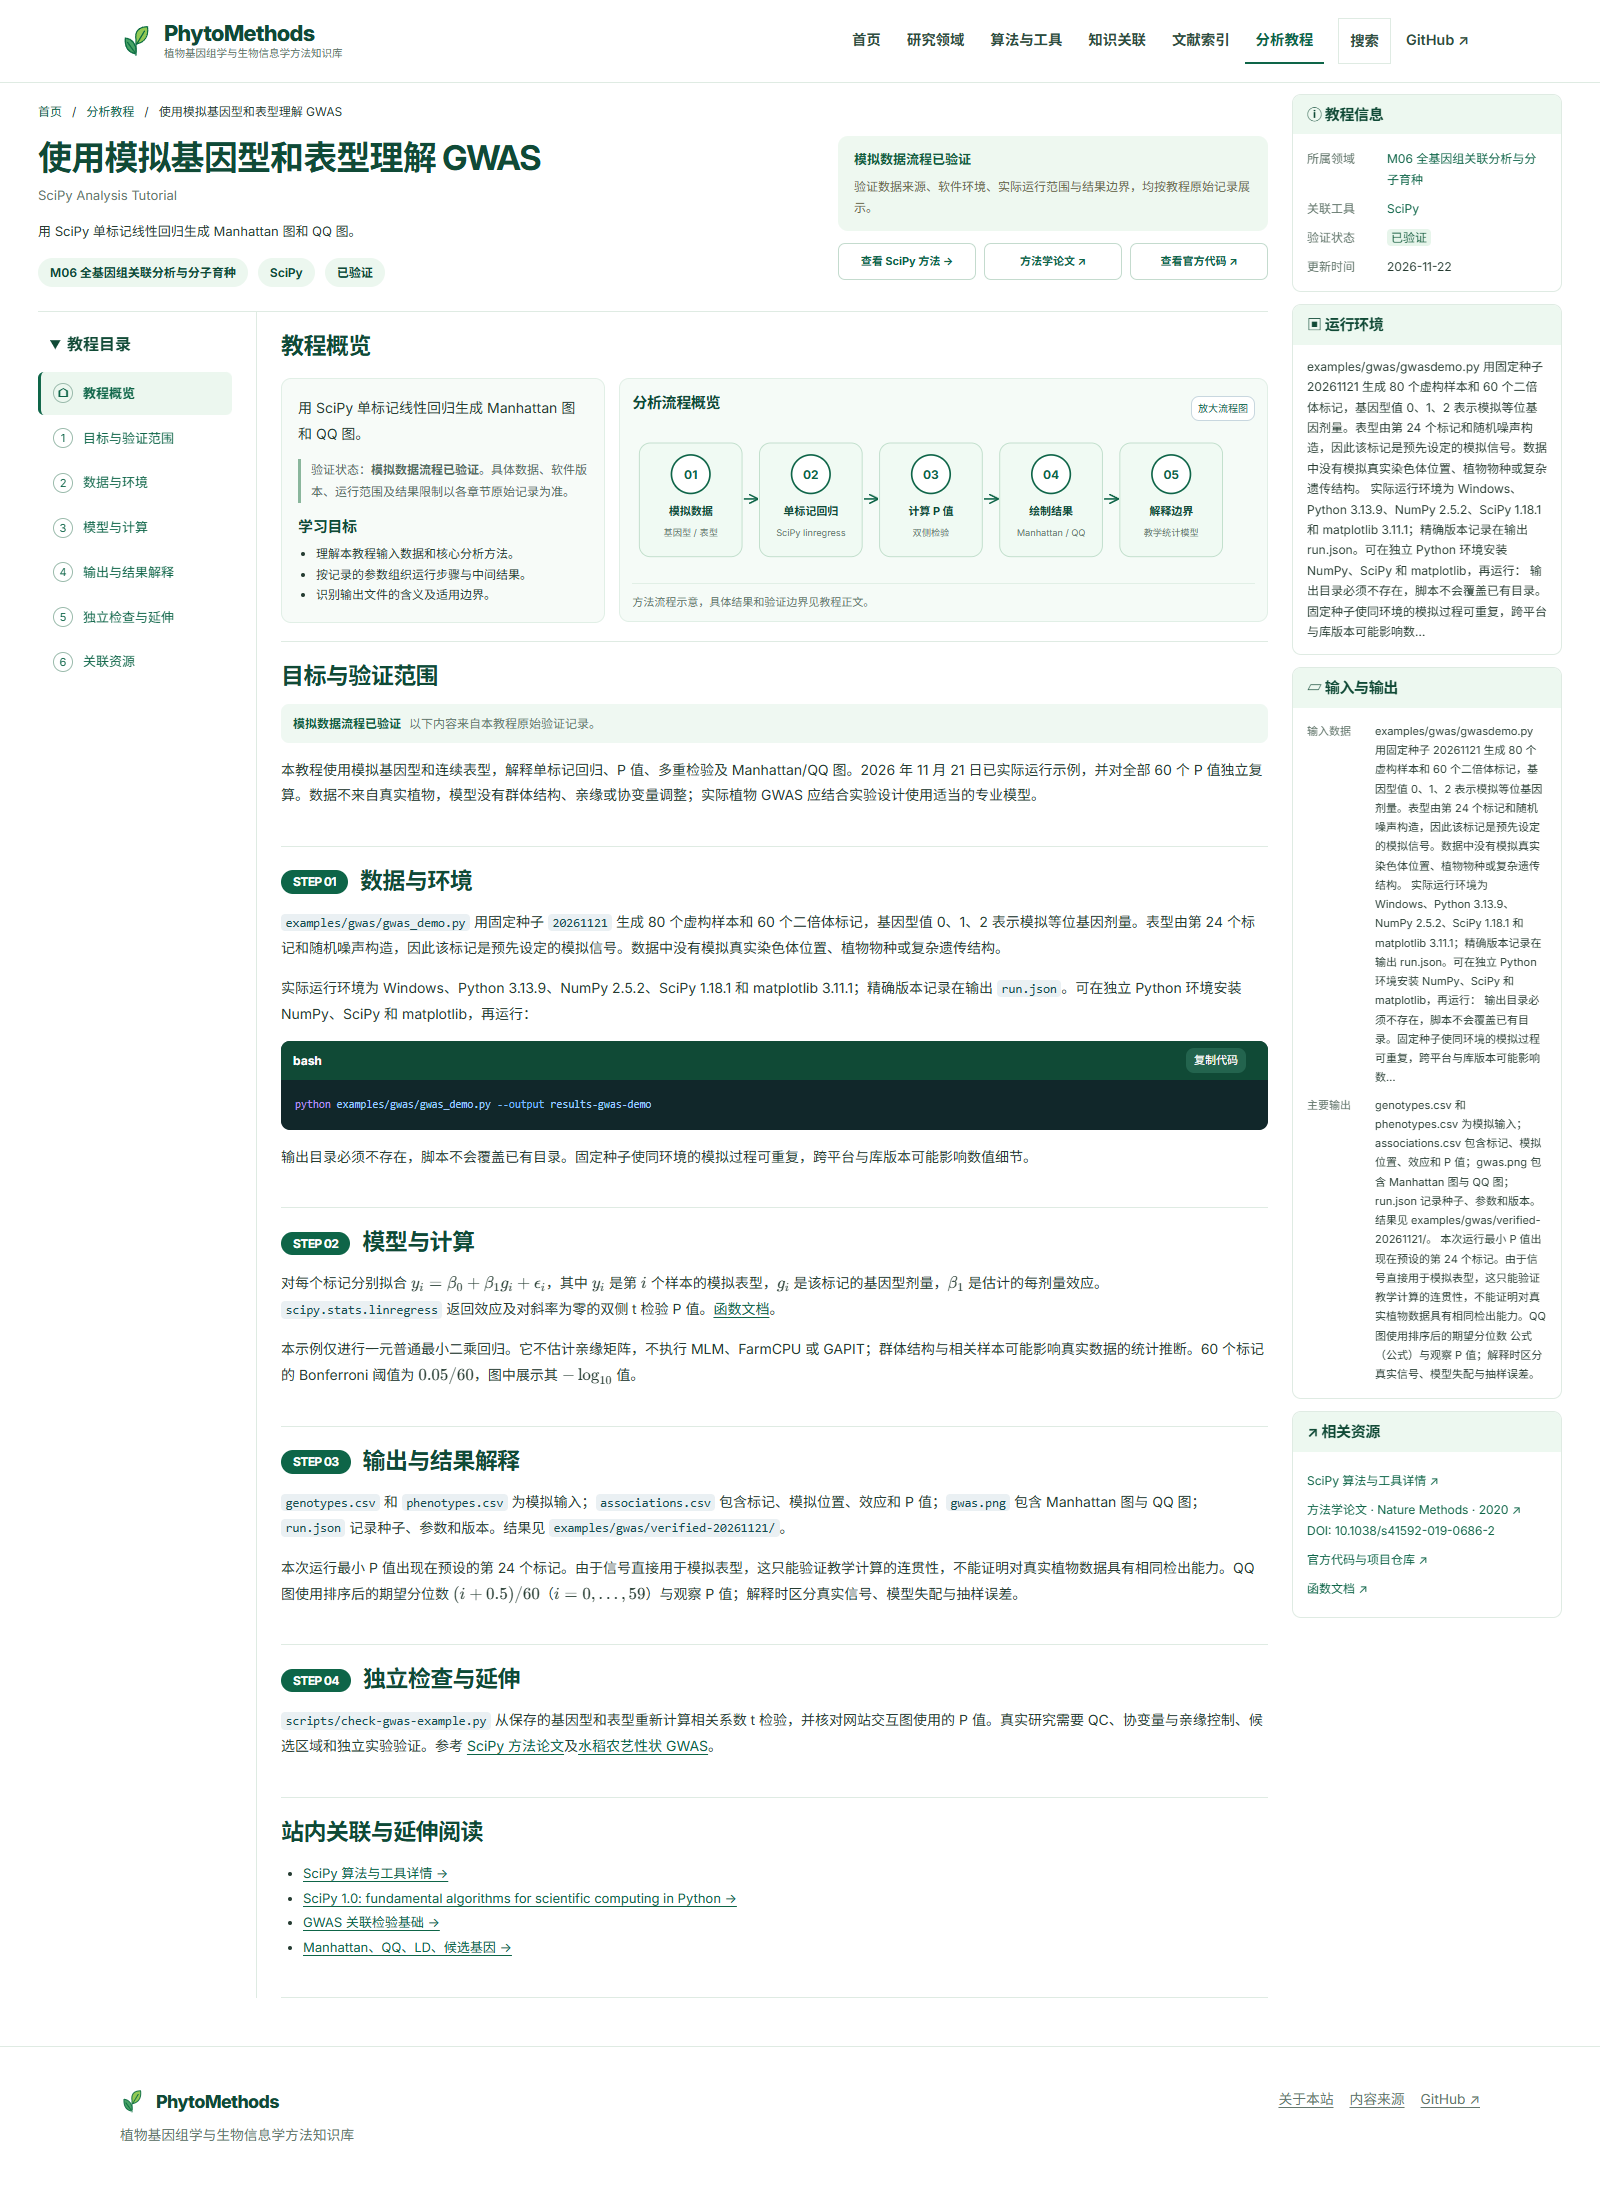 PhytoMethods
植物基因组学与生物信息学方法知识库
首页 研究领域 算法与工具 知识关联 文献索引 分析教程 搜索 GitHub ↗
首页 / 分析教程 / 使用模拟基因型和表型理解 GWAS
使用模拟基因型和表型理解 GWAS
SciPy Analysis Tutorial
用 SciPy 单标记线性回归生成 Manhattan 图和 QQ 图。
M06 全基因组关联分析与分子育种 SciPy 已验证
模拟数据流程已验证
验证数据来源、软件环境、实际运行范围与结果边界，均按教程原始记录展
示。
查看 SciPy 方法 → 方法学论文 ↗ 查看官方代码 ↗
▼ 教程目录
教程概览
1 目标与验证范围
2 数据与环境
3 模型与计算
4 输出与结果解释
5 独立检查与延伸
6 关联资源
教程概览
用 SciPy 单标记线性回归生成 Manhattan 图
和 QQ 图。
验证状态：模拟数据流程已验证。具体数据、软件版
本、运行范围及结果限制以各章节原始记录为准。
学习目标
• 理解本教程输入数据和核心分析方法。
• 按记录的参数组织运行步骤与中间结果。
• 识别输出文件的含义及适用边界。
分析流程概览
放大流程图
01 02 03 04 05
模拟数据 单标记回归 计算 P 值 绘制结果 解释边界
基因型 / 表型 SciPy linregress 双侧检验 Manhattan / QQ 教学统计模型
方法流程示意，具体结果和验证边界见教程正文。
目标与验证范围
模拟数据流程已验证 以下内容来自本教程原始验证记录。
本教程使用模拟基因型和连续表型，解释单标记回归、P 值、多重检验及 Manhattan/QQ 图。2026 年 11 月 21 日已实际运行示例，并对全部 60 个 P 值独立复
算。数据不来自真实植物，模型没有群体结构、亲缘或协变量调整；实际植物 GWAS 应结合实验设计使用适当的专业模型。
STEP 01 数据与环境
examples/gwas/gwas_demo.py 用固定种子 20261121 生成 80 个虚构样本和 60 个二倍体标记，基因型值 0、1、2 表示模拟等位基因剂量。表型由第 24 个标
记和随机噪声构造，因此该标记是预先设定的模拟信号。数据中没有模拟真实染色体位置、植物物种或复杂遗传结构。
实际运行环境为 Windows、Python 3.13.9、NumPy 2.5.2、SciPy 1.18.1 和 matplotlib 3.11.1；精确版本记录在输出 run.json。可在独立 Python 环境安装
NumPy、SciPy 和 matplotlib，再运行：
bash 复制代码
python examples/gwas/gwas_demo.py --output results-gwas-demo
输出目录必须不存在，脚本不会覆盖已有目录。固定种子使同环境的模拟过程可重复，跨平台与库版本可能影响数值细节。
STEP 02 模型与计算
对每个标记分别拟合 y_i = β_0 + β_1 g_i + ϵ_i，其中 y_i 是第 i 个样本的模拟表型，g_i 是该标记的基因型剂量，β_1 是估计的每剂量效应。
scipy.stats.linregress 返回效应及对斜率为零的双侧 t 检验 P 值。函数文档。
本示例仅进行一元普通最小二乘回归。它不估计亲缘矩阵，不执行 MLM、FarmCPU 或 GAPIT；群体结构与相关样本可能影响真实数据的统计推断。60 个标记
的 Bonferroni 阈值为 0.05/60，图中展示其 − log_10 值。
STEP 03 输出与结果解释
genotypes.csv 和 phenotypes.csv 为模拟输入；associations.csv 包含标记、模拟位置、效应和 P 值；gwas.png 包含 Manhattan 图与 QQ 图；
run.json 记录种子、参数和版本。结果见 examples/gwas/verified-20261121/。
本次运行最小 P 值出现在预设的第 24 个标记。由于信号直接用于模拟表型，这只能验证教学计算的连贯性，不能证明对真实植物数据具有相同检出能力。QQ
图使用排序后的期望分位数 (i + 0.5)/60（i = 0, . . . , 59）与观察 P 值；解释时区分真实信号、模型失配与抽样误差。
STEP 04 独立检查与延伸
scripts/check-gwas-example.py 从保存的基因型和表型重新计算相关系数 t 检验，并核对网站交互图使用的 P 值。真实研究需要 QC、协变量与亲缘控制、候
选区域和独立实验验证。参考 SciPy 方法论文及水稻农艺性状 GWAS。
站内关联与延伸阅读
• SciPy 算法与工具详情 →
• SciPy 1.0: fundamental algorithms for scientific computing in Python →
• GWAS 关联检验基础 →
• Manhattan、QQ、LD、候选基因 →
ⓘ 教程信息
所属领域 M06 全基因组关联分析与分
子育种
关联工具 SciPy
验证状态 已验证
更新时间 2026-11-22
▣ 运行环境
examples/gwas/gwasdemo.py 用固定种子
20261121 生成 80 个虚构样本和 60 个二倍
体标记，基因型值 0、1、2 表示模拟等位基
因剂量。表型由第 24 个标记和随机噪声构
造，因此该标记是预先设定的模拟信号。数据
中没有模拟真实染色体位置、植物物种或复杂
遗传结构。 实际运行环境为 Windows、
Python 3.13.9、NumPy 2.5.2、SciPy 1.18.1
和 matplotlib 3.11.1；精确版本记录在输出
run.json。可在独立 Python 环境安装
NumPy、SciPy 和 matplotlib，再运行： 输
出目录必须不存在，脚本不会覆盖已有目录。
固定种子使同环境的模拟过程可重复，跨平台
与库版本可能影响数…
▱ 输入与输出
输入数据 examples/gwas/gwasdemo.py
用固定种子 20261121 生成 80 个
虚构样本和 60 个二倍体标记，基
因型值 0、1、2 表示模拟等位基因
剂量。表型由第 24 个标记和随机
噪声构造，因此该标记是预先设定
的模拟信号。数据中没有模拟真实
染色体位置、植物物种或复杂遗传
结构。 实际运行环境为
Windows、Python 3.13.9、
NumPy 2.5.2、SciPy 1.18.1 和
matplotlib 3.11.1；精确版本记录在
输出 run.json。可在独立 Python
环境安装 NumPy、SciPy 和
matplotlib，再运行： 输出目录必
须不存在，脚本不会覆盖已有目
录。固定种子使同环境的模拟过程
可重复，跨平台与库版本可能影响
数…
主要输出 genotypes.csv 和
phenotypes.csv 为模拟输入；
associations.csv 包含标记、模拟
位置、效应和 P 值；gwas.png 包
含 Manhattan 图与 QQ 图；
run.json 记录种子、参数和版本。
结果见 examples/gwas/verified-
20261121/。 本次运行最小 P 值出
现在预设的第 24 个标记。由于信
号直接用于模拟表型，这只能验证
教学计算的连贯性，不能证明对真
实植物数据具有相同检出能力。QQ
图使用排序后的期望分位数 公式
（公式）与观察 P 值；解释时区分
真实信号、模型失配与抽样误差。
↗ 相关资源
SciPy 算法与工具详情 ↗
方法学论文 · Nature Methods · 2020 ↗
DOI: 10.1038/s41592-019-0686-2
官方代码与项目仓库 ↗
函数文档 ↗
PhytoMethods
植物基因组学与生物信息学方法知识库
关于本站 内容来源 GitHub ↗